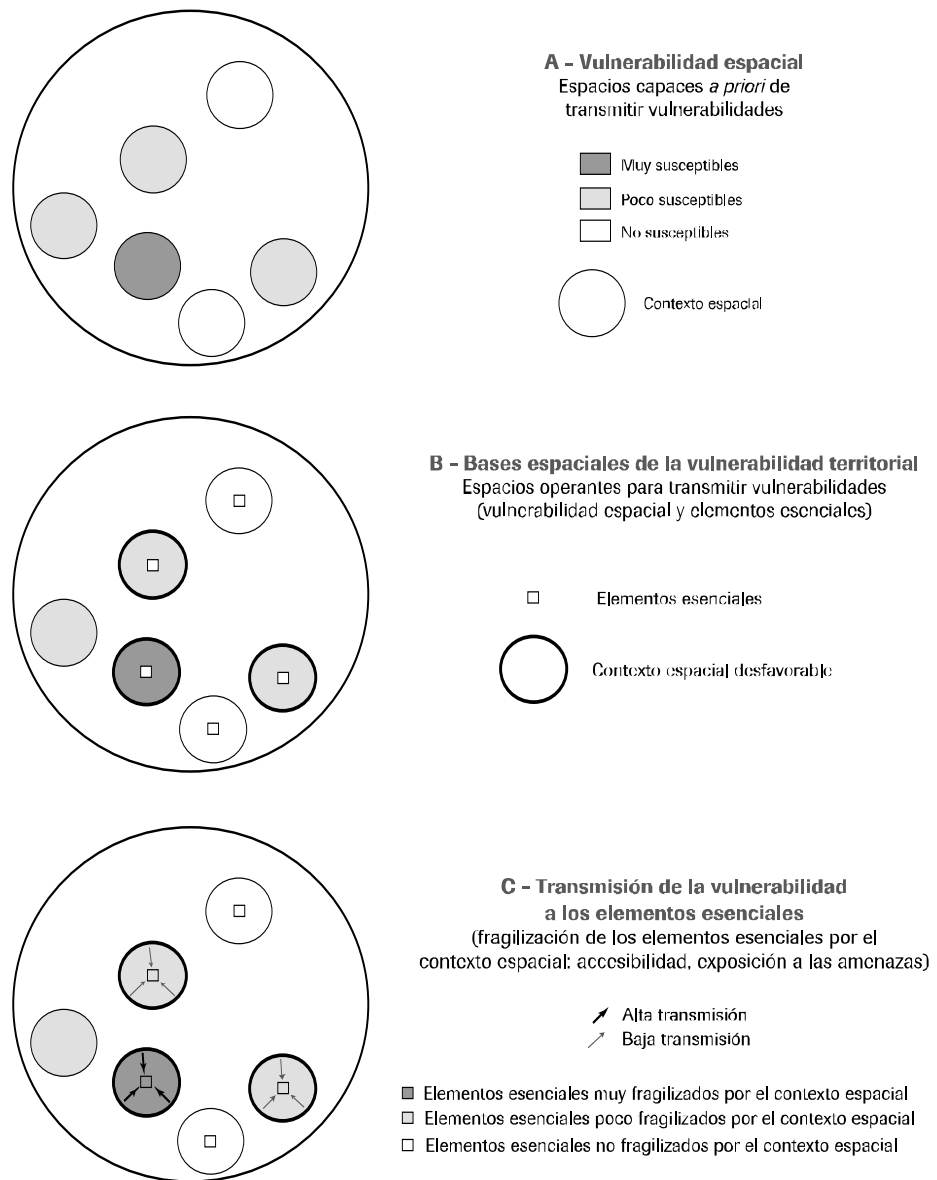 A - Vulnerabilidad espacial
Espacios capaces a priori de
transmitir vulnerabilidades
Muy susceptibles
Poco susceptibles
No susceptibles
Contexto espacial
B - Bases espaciales de la vulnerabilidad territorial
Espacios operantes para transmitir vulnerabilidades
(vulnerabilidad espacial y elementos esenciales)
Elementos esenciales
Contexto espacial desfavorable
C - Transmisión de la vulnerabilidad
a los elementos esenciales
(fragilización de los elementos esenciales por el
contexto espacial: accesibilidad, exposición a las amenazas)
Alta transmisión
Baja transmisión
Elementos esenciales muy fragilizados por el contexto espacial
Elementos esenciales poco fragilizados por el contexto espacial
Elementos esenciales no fragilizados por el contexto espacial